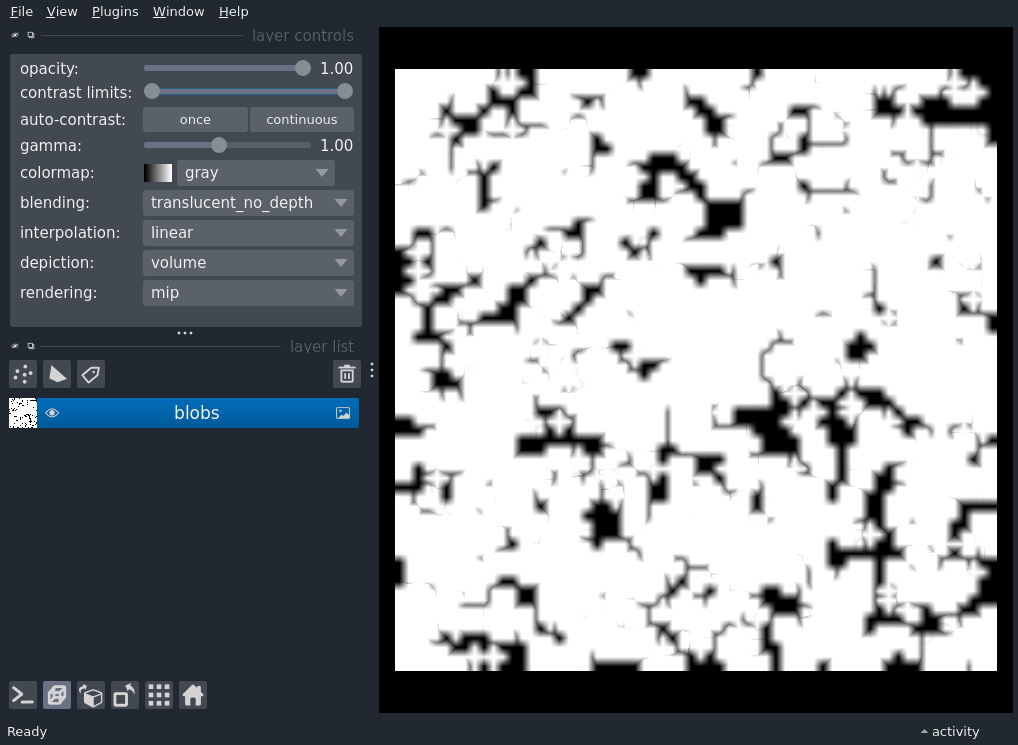 File View Plugins Window Help
layer controls
opacity: 1.00
contrast limits:
auto-contrast: once continuous
gamma: 1.00
colormap: gray
blending: translucent_no_depth
interpolation: linear
depiction: volume
rendering: mip
layer list
blobs
Ready activity